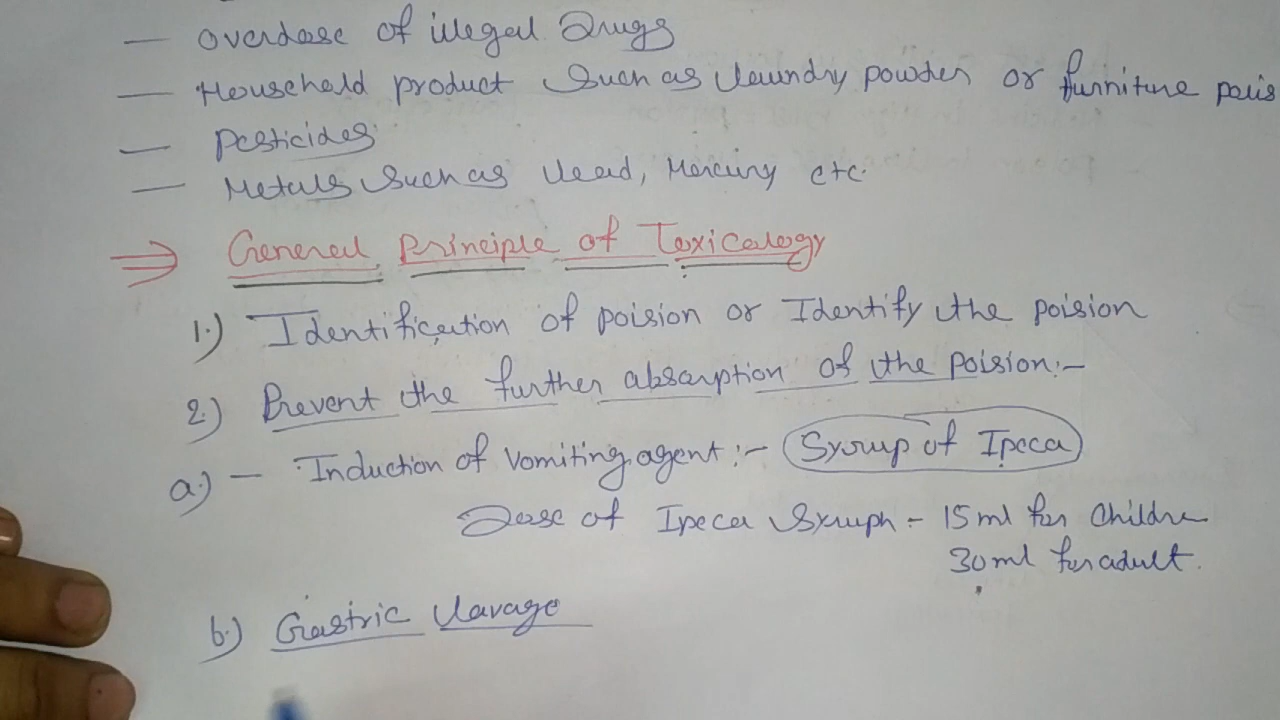 — overdose of illegal Drugs
— Household product Such as laundry powder or furniture polis
— Pesticides
— Metals Such as lead, Mercury etc.
⇒ General Principle of Toxicology
1.) Identification of poision or Identify the poision
2.) Prevent the further absorption of the poision:-
a.) — Induction of vomiting agent :- Syrup of Ipeca
Dose of Ipeca Syruph - 15 ml for Childre
30 ml for adult.
b.) Gastric lavage